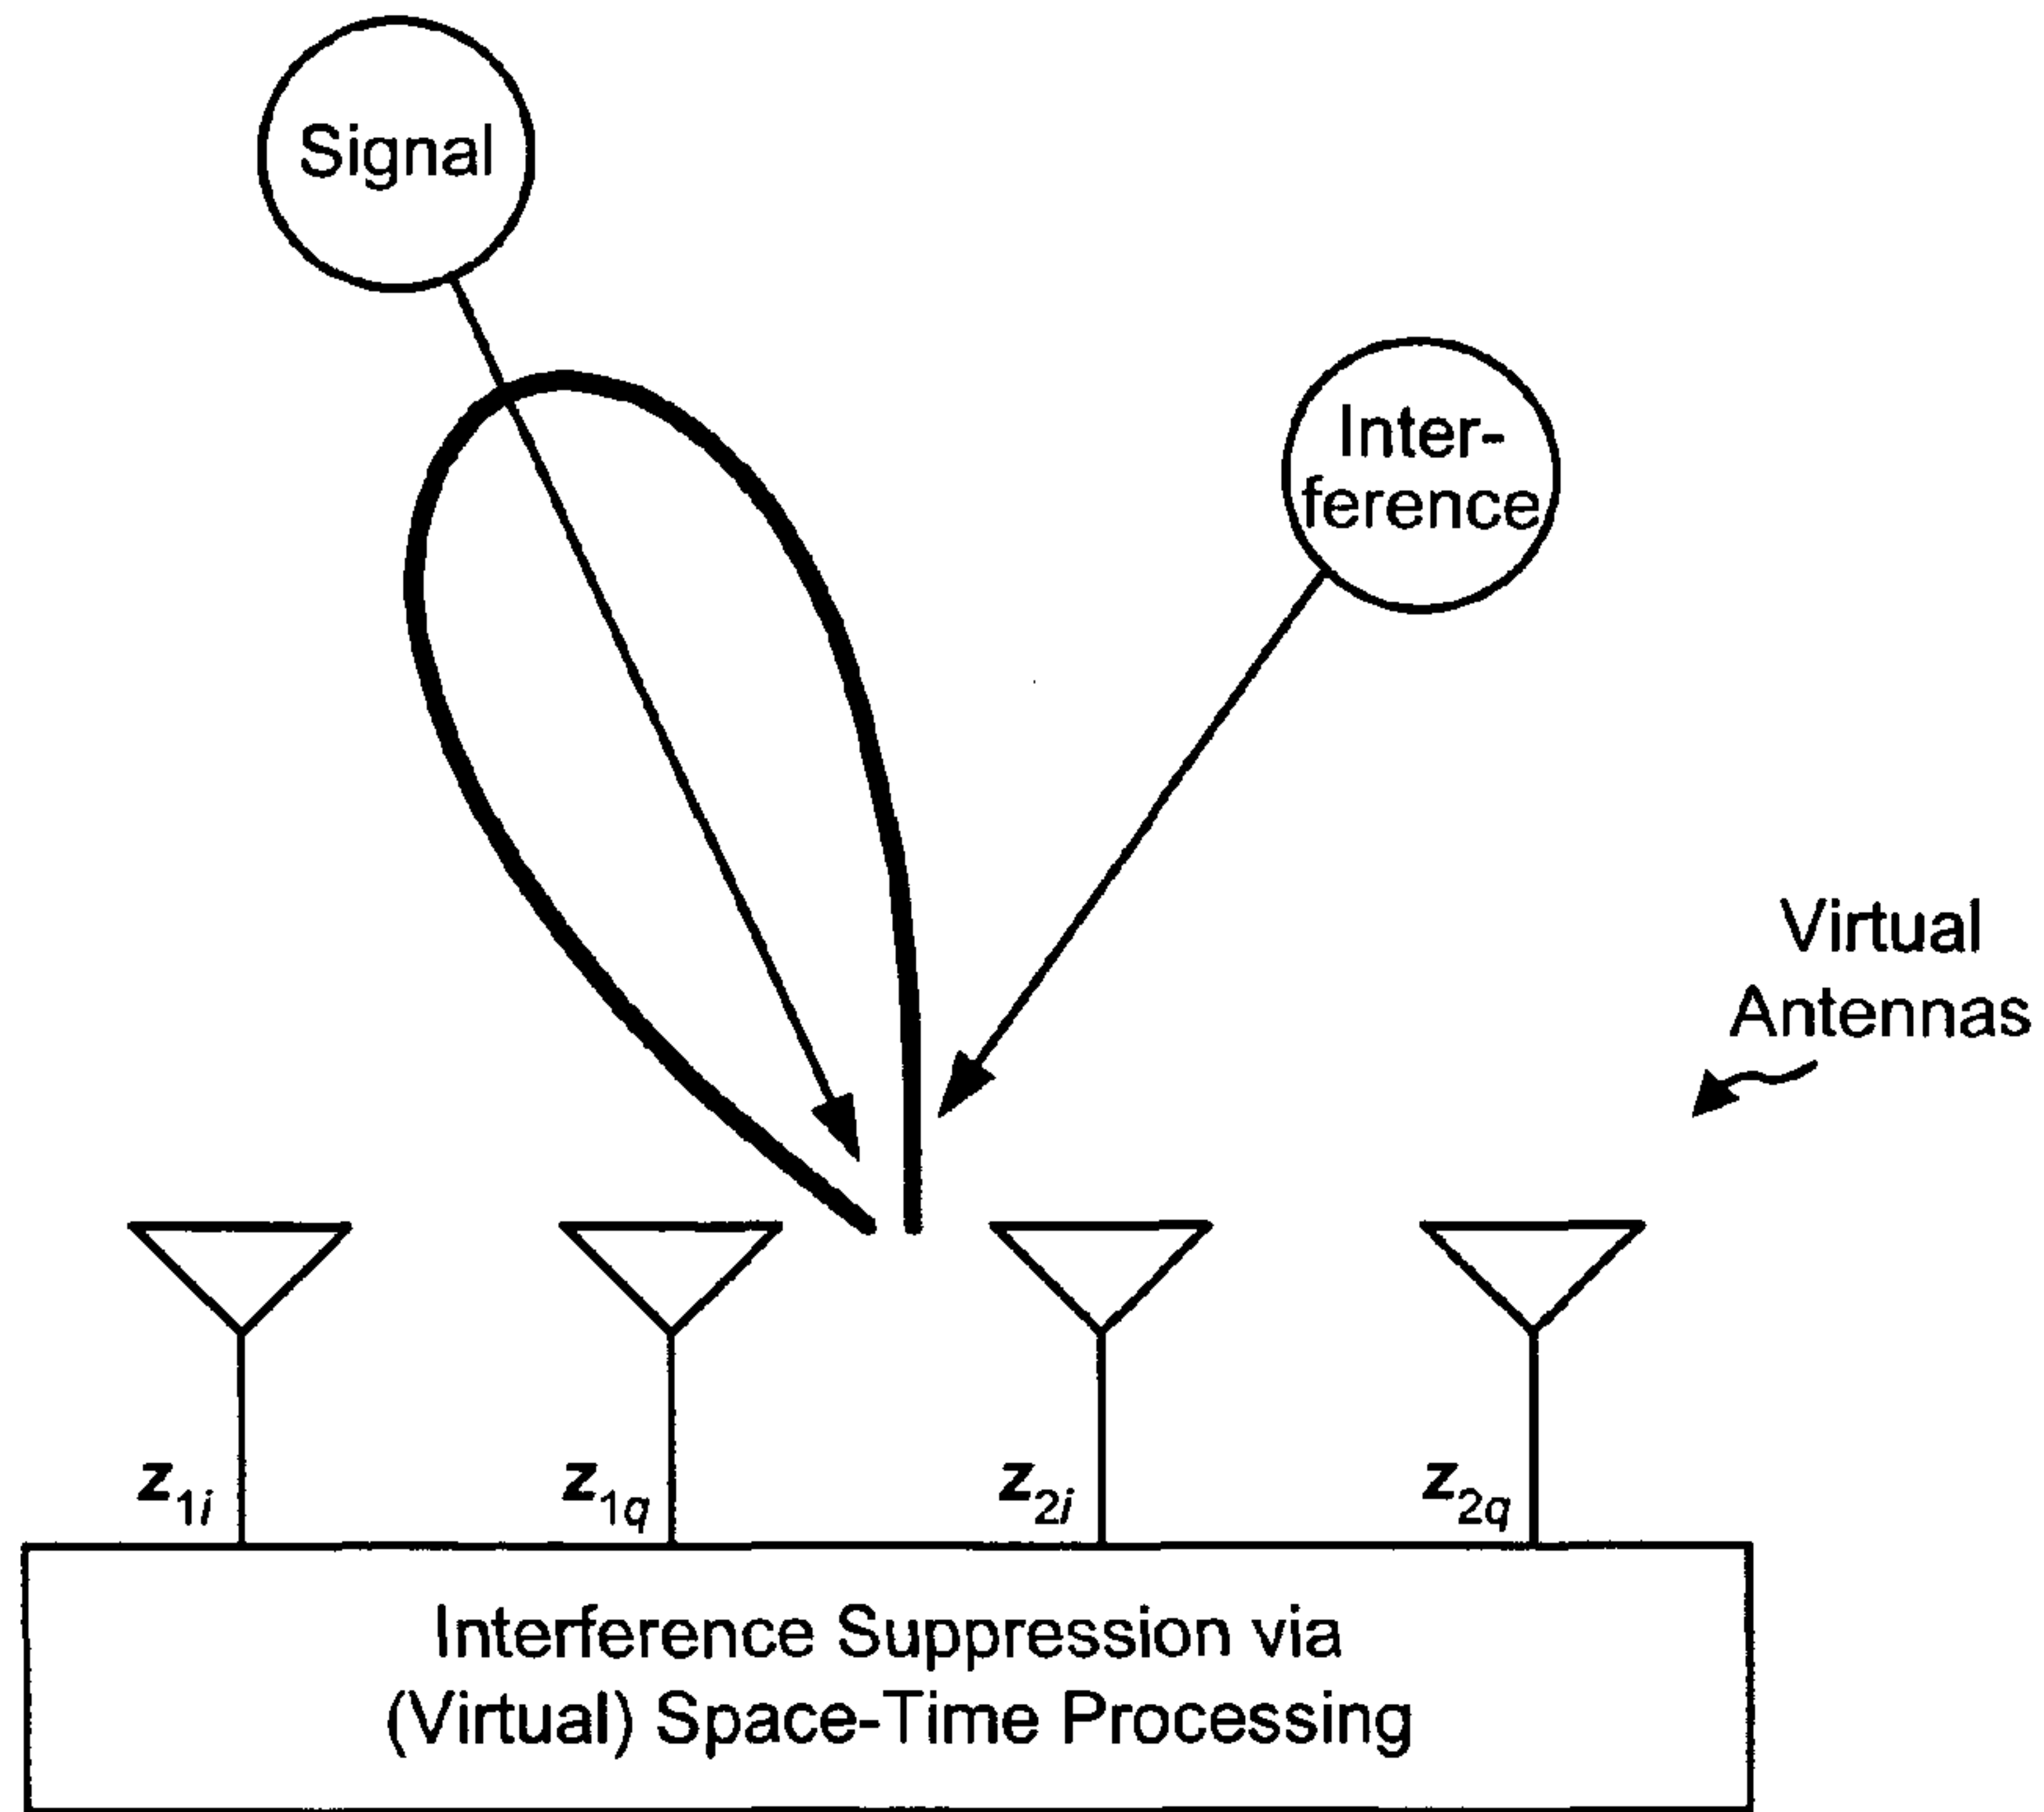 Signal
Inter-
ference
Virtual
Antennas
z1i
z1q
z2i
z2q
Interference Suppression via
(Virtual) Space-Time Processing